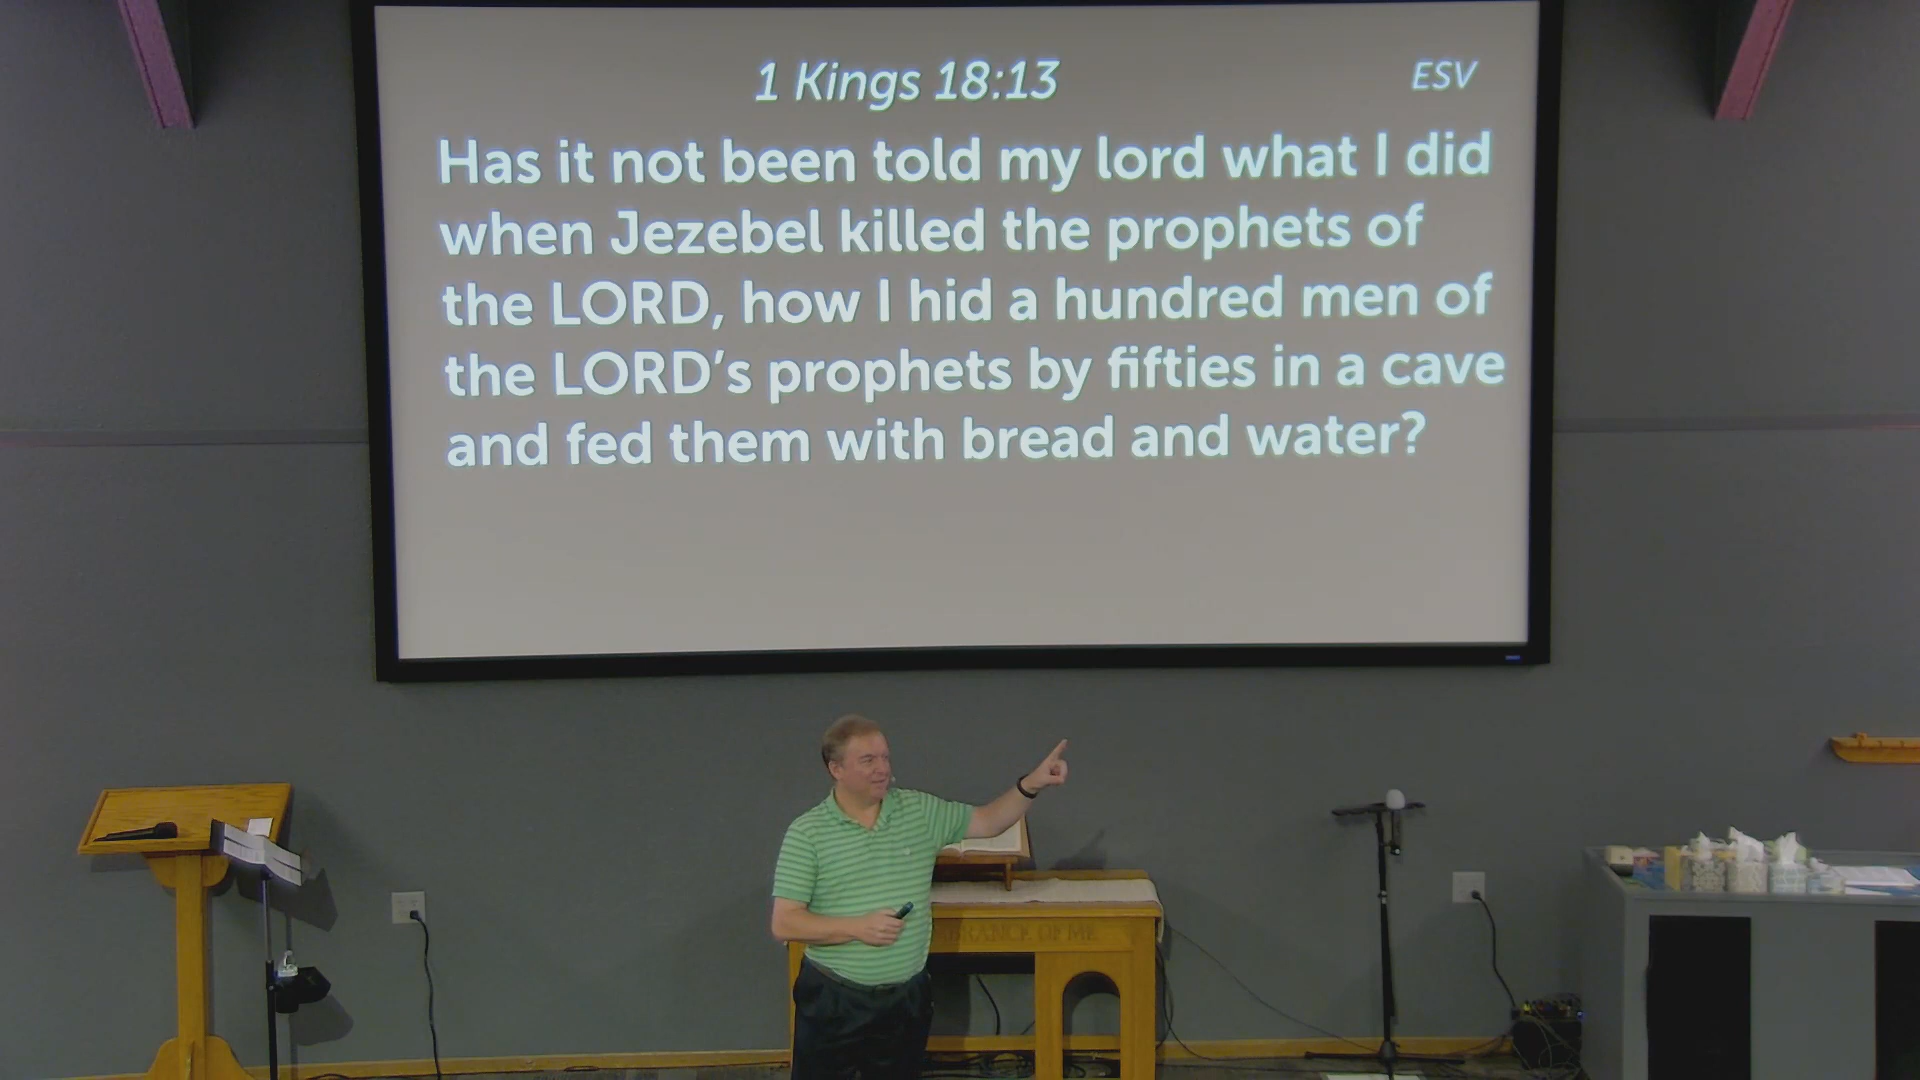 1 Kings 18:13
ESV
Has it not been told my lord what I did
when Jezebel killed the prophets of
the LORD, how I hid a hundred men of
the LORD’s prophets by fifties in a cave
and fed them with bread and water?
OF ME